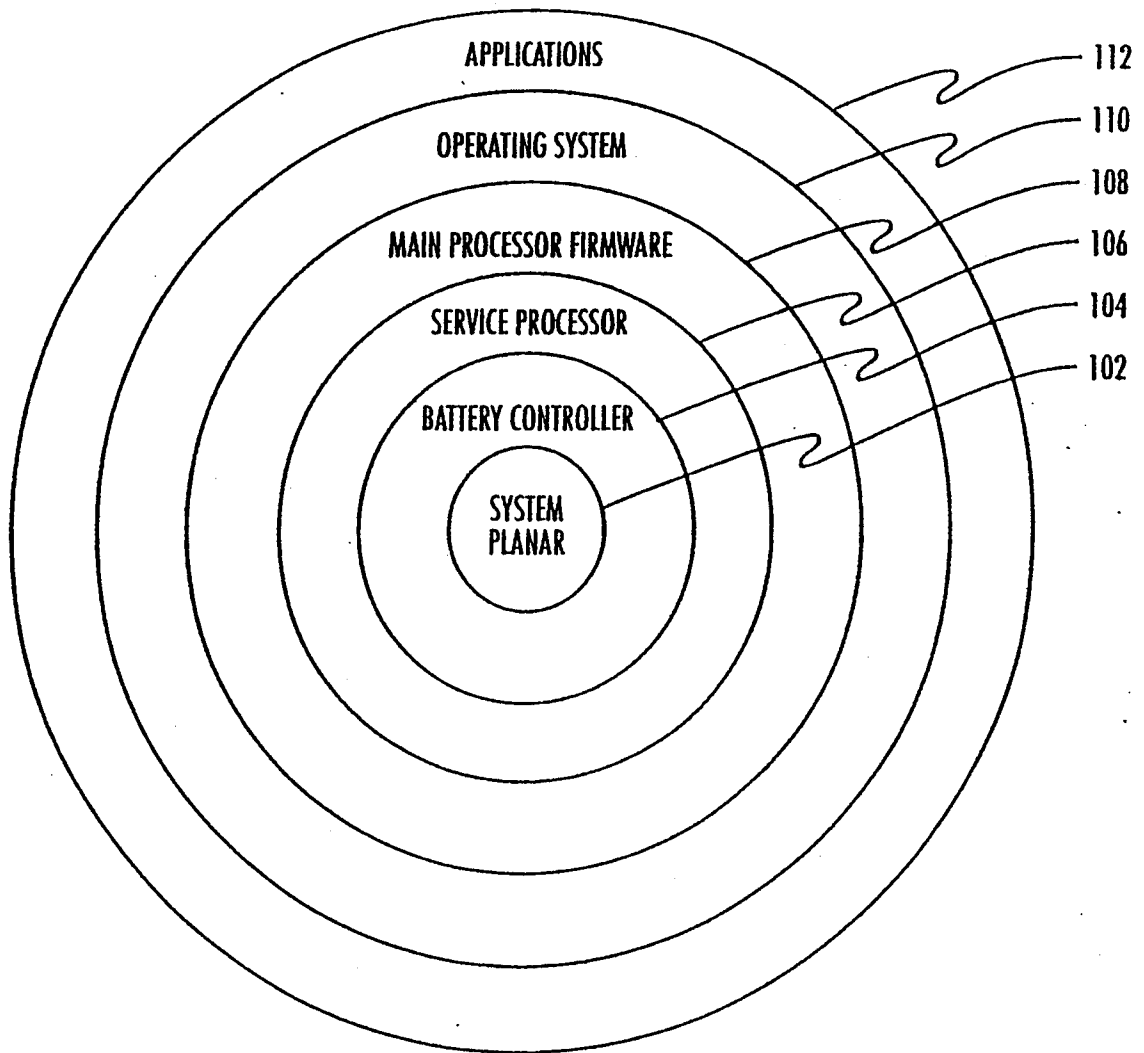 APPLICATIONS
OPERATING SYSTEM
MAIN PROCESSOR FIRMWARE
SERVICE PROCESSOR
BATTERY CONTROLLER
SYSTEM
PLANAR
112
110
108
106
104
102